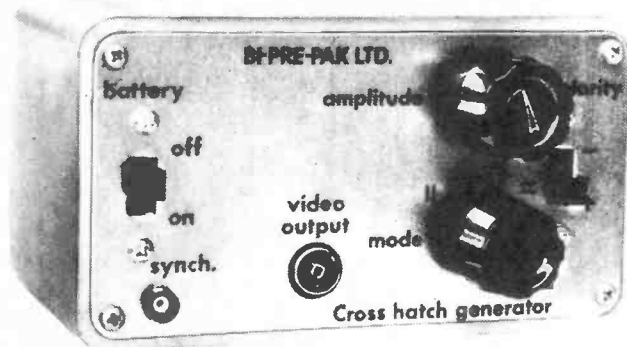 BI-PRE-PAK LTD.
battery
amplitude
off
on
video
output
mode
synch.
Cross hatch generator